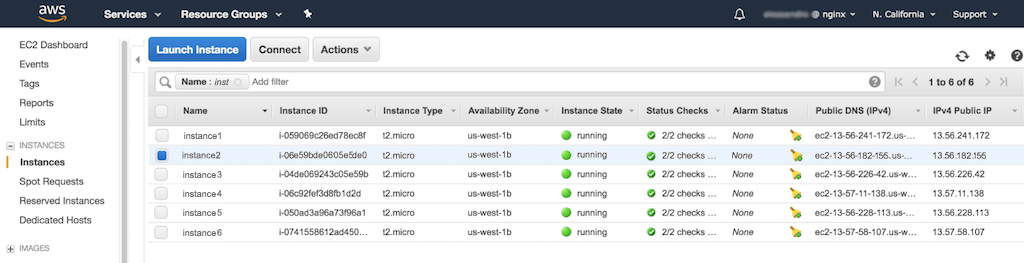 aws Services Resource Groups @ nginx N. California Support
EC2 Dashboard
Events
Tags
Reports
Limits
INSTANCES
Instances
Spot Requests
Reserved Instances
Dedicated Hosts
IMAGES
Launch Instance Connect Actions
Name : inst Add filter 1 to 6 of 6
Name Instance ID Instance Type Availability Zone Instance State Status Checks Alarm Status Public DNS (IPv4) IPv4 Public IP
instance1 i-059069c26ed78ec8f t2.micro us-west-1b running 2/2 checks ... None ec2-13-56-241-172.us-... 13.56.241.172
instance2 i-06e59bde0605e5de0 t2.micro us-west-1b running 2/2 checks ... None ec2-13-56-182-155.us-... 13.56.182.155
instance3 i-04de069243c05e59b t2.micro us-west-1b running 2/2 checks ... None ec2-13-56-226-42.us-w... 13.56.226.42
instance4 i-06c92fef3d8fb1d2d t2.micro us-west-1b running 2/2 checks ... None ec2-13-57-11-138.us-w... 13.57.11.138
instance5 i-050ad3a96a73f96a1 t2.micro us-west-1b running 2/2 checks ... None ec2-13-56-228-113.us-... 13.56.228.113
instance6 i-0741558612ad450... t2.micro us-west-1b running 2/2 checks ... None ec2-13-57-58-107.us-w... 13.57.58.107